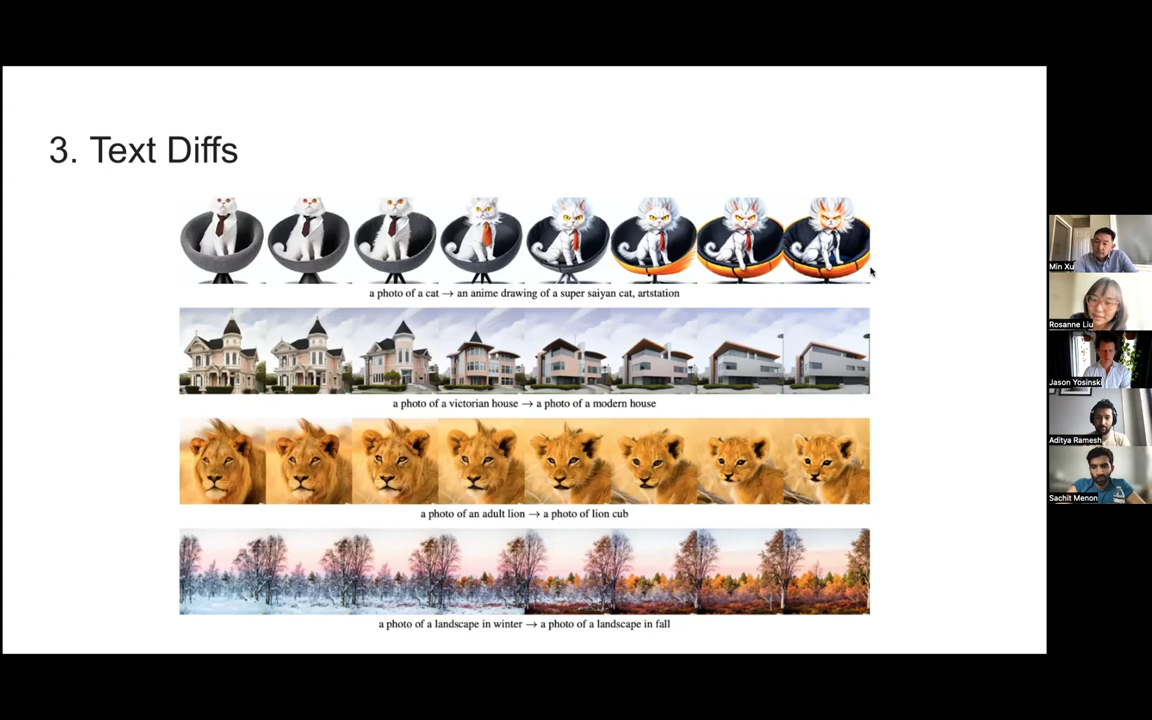 3. Text Diffs
a photo of a cat → an anime drawing of a super saiyan cat, artstation
a photo of a victorian house → a photo of a modern house
a photo of an adult lion → a photo of lion cub
a photo of a landscape in winter → a photo of a landscape in fall
Min Xu
Rosanne Liu
Jason Yosinski
Aditya Ramesh
Sachit Menon